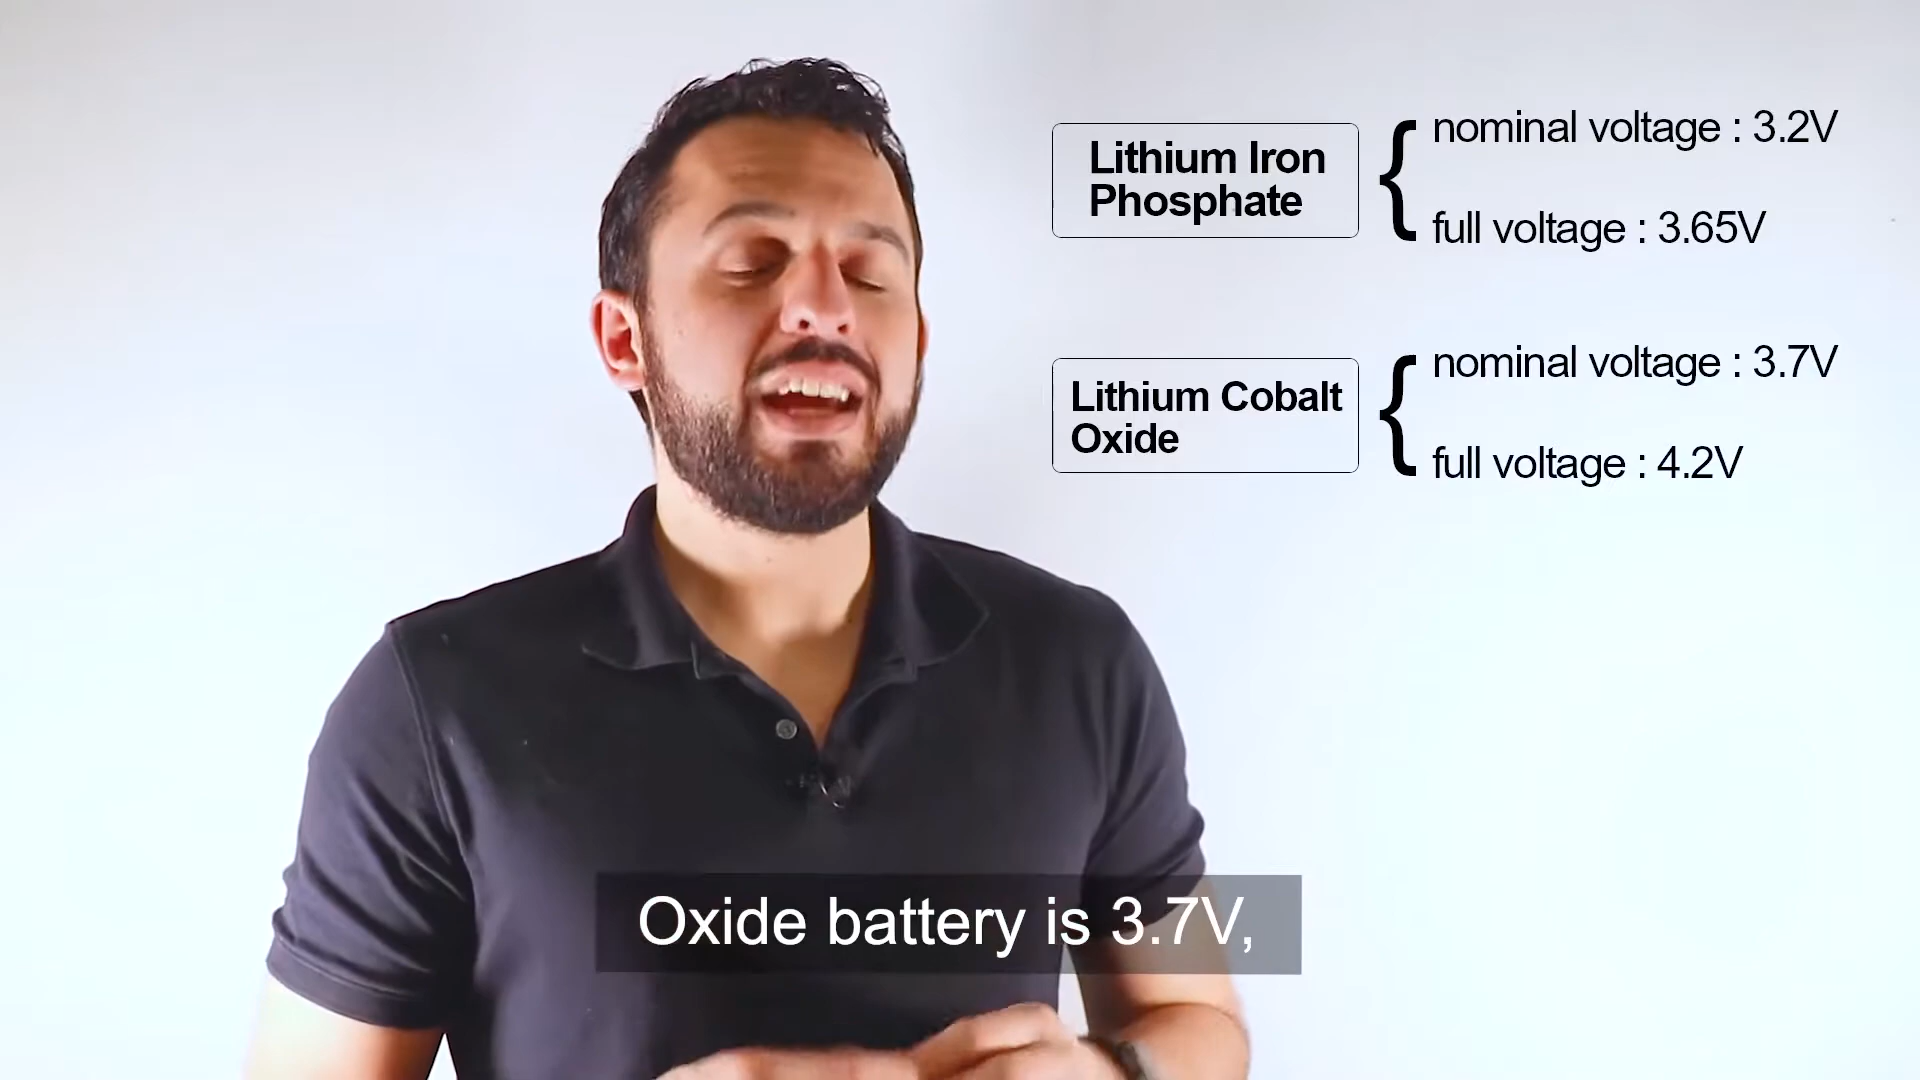 Lithium Iron
Phosphate
nominal voltage : 3.2V
full voltage : 3.65V
Lithium Cobalt
Oxide
nominal voltage : 3.7V
full voltage : 4.2V
Oxide battery is 3.7V,